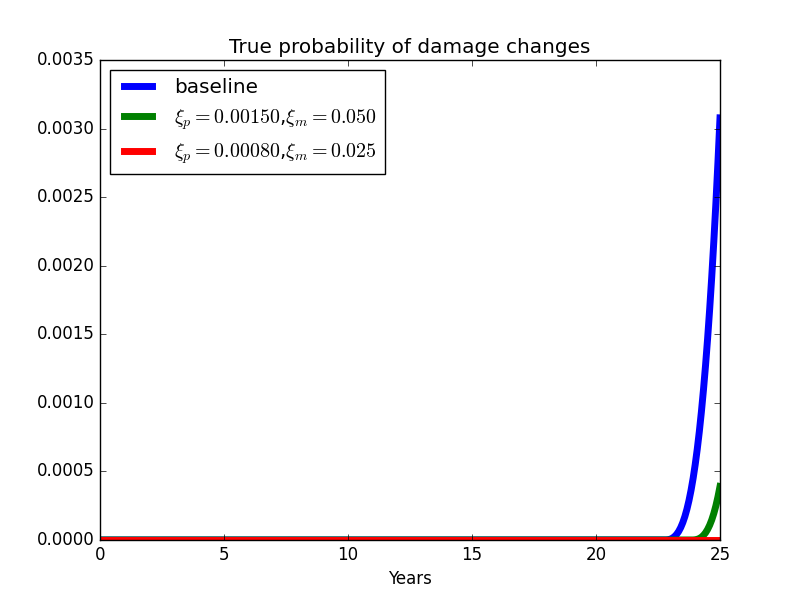 True probability of damage changes
0.0035
0.0030
0.0025
0.0020
0.0015
0.0010
0.0005
0.0000
baseline
ξp = 0.00150,ξm = 0.050
ξp = 0.00080,ξm = 0.025
0 5 10 15 20 25
Years